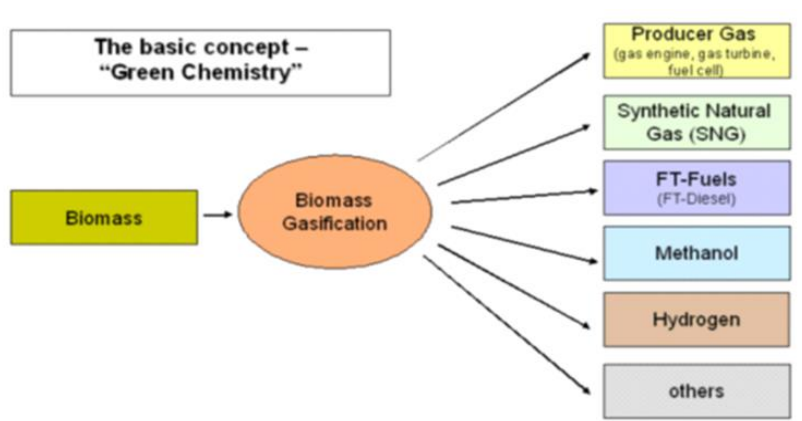 The basic concept –
“Green Chemistry”
Biomass
Biomass
Gasification
Producer Gas
(gas engine, gas turbine,
fuel cell)
Synthetic Natural
Gas (SNG)
FT-Fuels
(FT-Diesel)
Methanol
Hydrogen
others